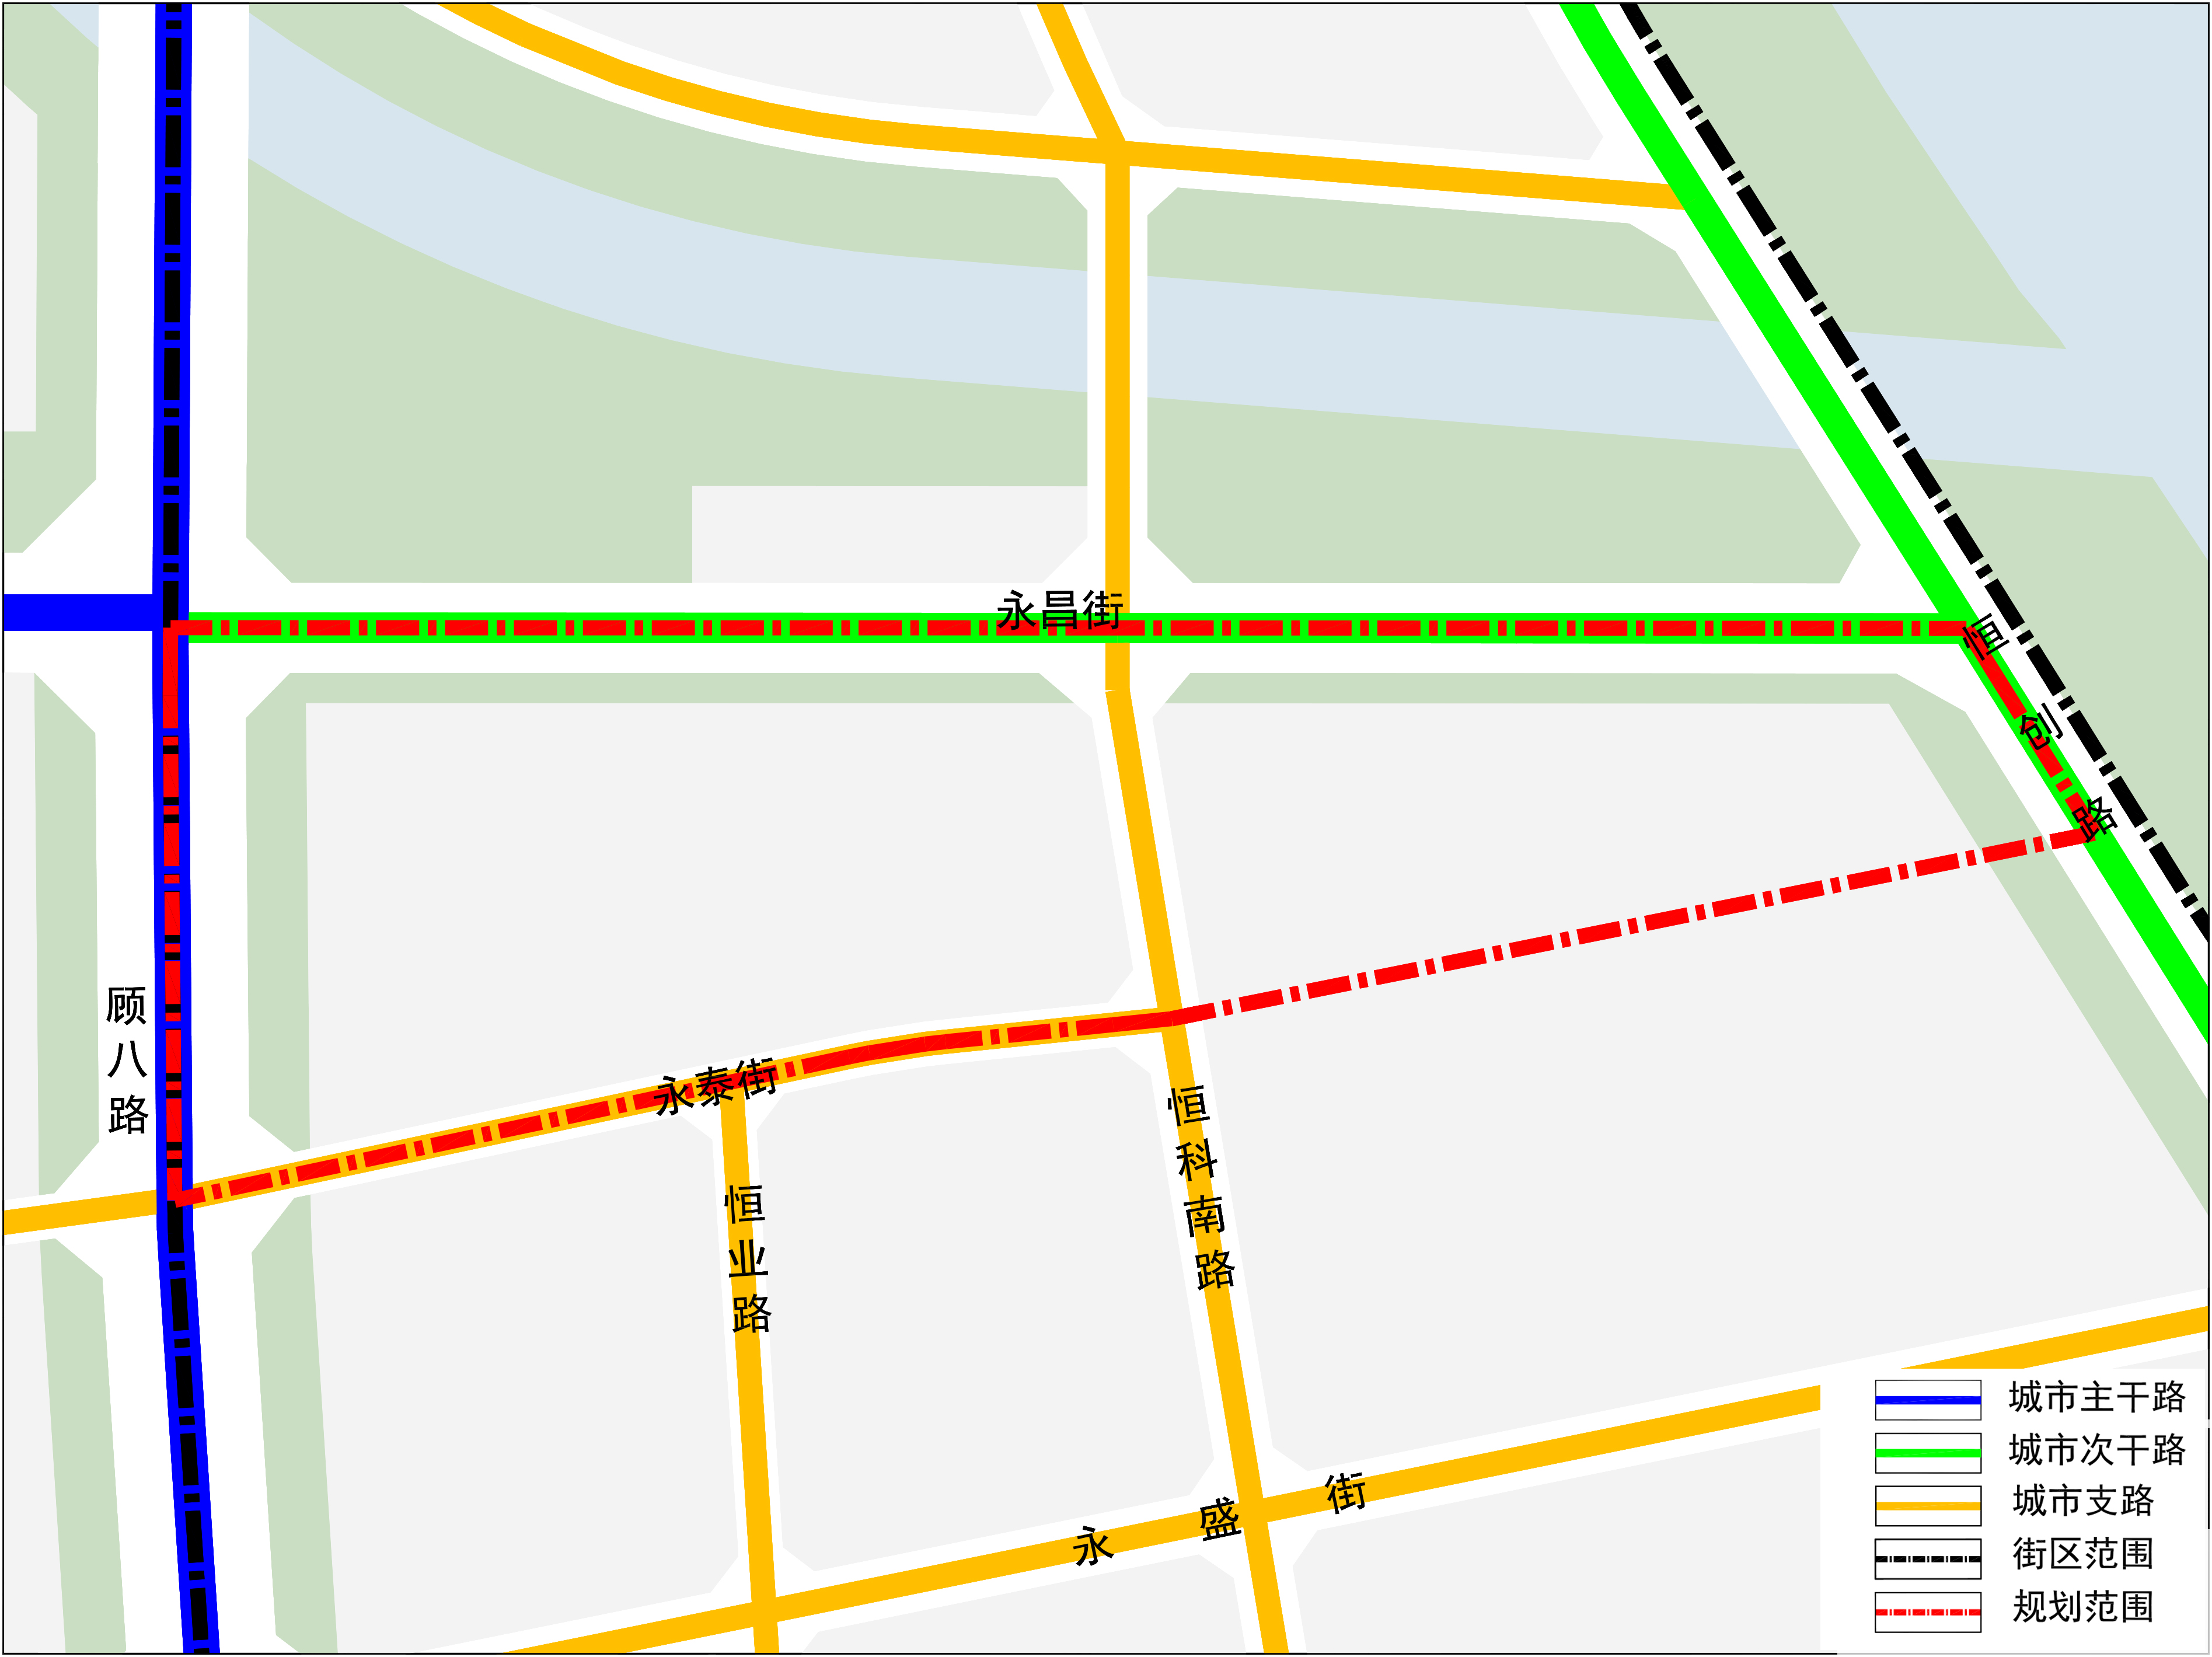 永昌街
恒创路
顾八路
永泰街
恒科南路
恒业路
永盛街
城市主干路
城市次干路
城市支路
街区范围
规划范围